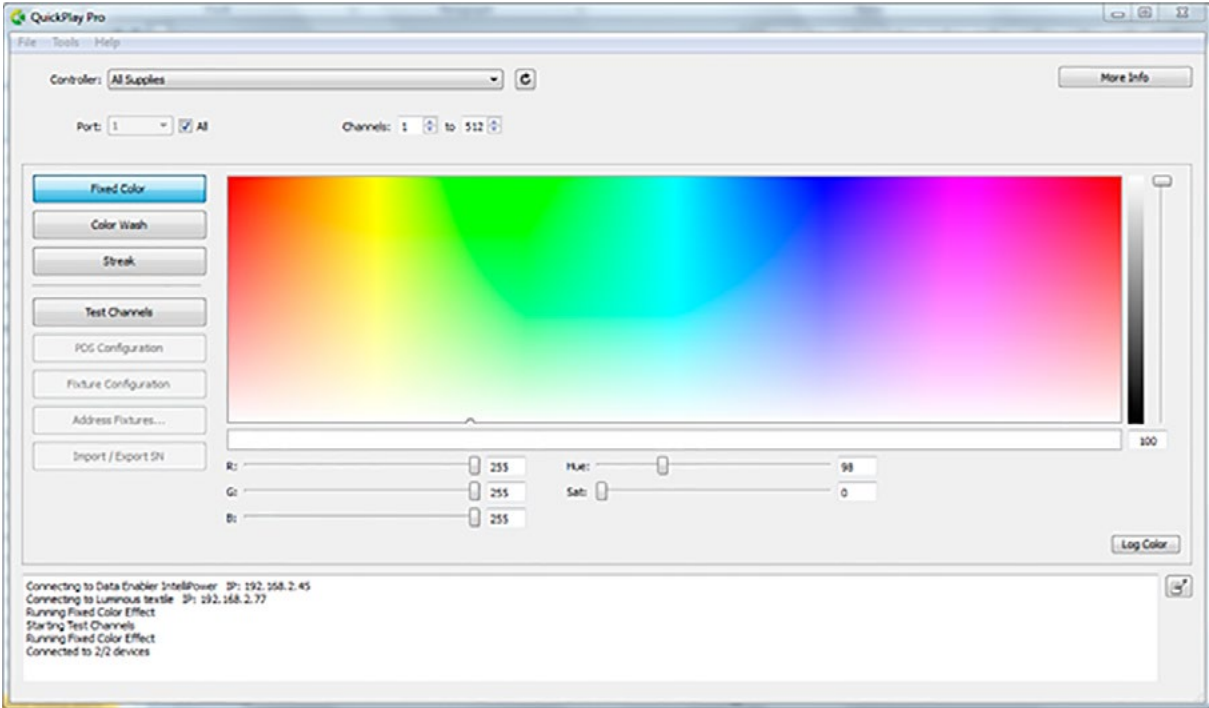 QuickPlay Pro
File Tools Help
Controller: All Supplies
More Info
Port: 1 All
Channels: 1 to 512
Fixed Color
Color Wash
Streak
Test Channels
PDS Configuration
Fixture Configuration
Address Fixtures...
Import / Export SN
100
R: 255 Hue: 98
G: 255 Sat: 0
B: 255
Log Color
Connecting to Data Enabler IntelliPower IP: 192.168.2.45
Connecting to Luminous textile IP: 192.168.2.77
Running Fixed Color Effect
Starting Test Channels
Running Fixed Color Effect
Connected to 2/2 devices